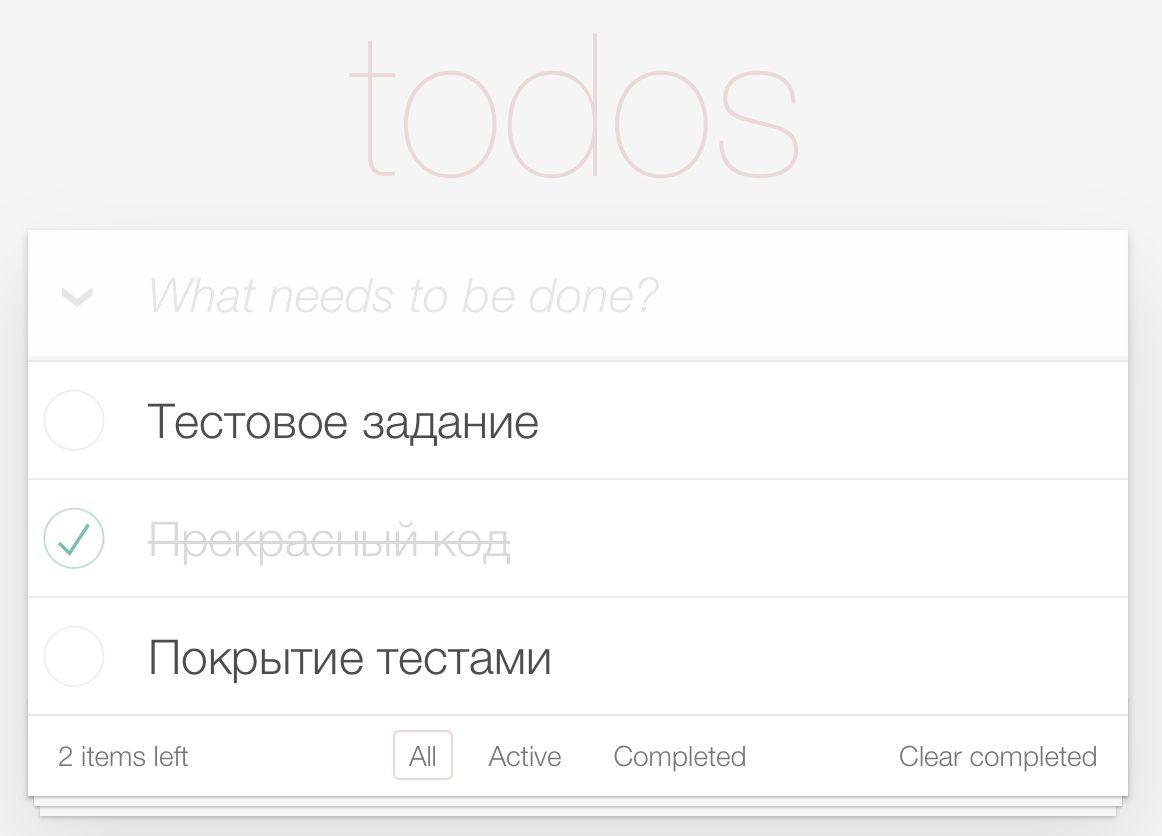 todos
What needs to be done?
Тестовое задание
Прекрасный код
Покрытие тестами
2 items left All Active Completed Clear completed